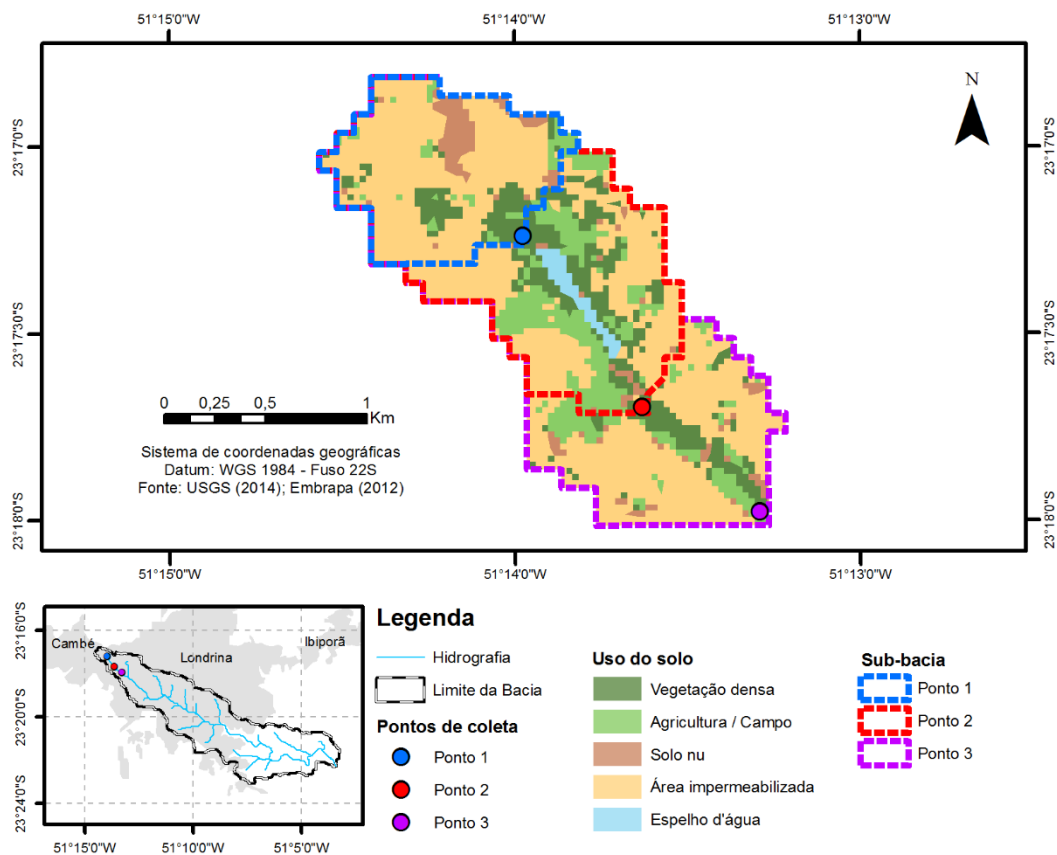 51°15'0"W 51°14'0"W 51°13'0"W
N
23°17'0"S 23°17'0"S
23°17'30"S 23°17'30"S
0 0,25 0,5 1
Km
Sistema de coordenadas geográficas
Datum: WGS 1984 - Fuso 22S
Fonte: USGS (2014); Embrapa (2012)
23°18'0"S 23°18'0"S
51°15'0"W 51°14'0"W 51°13'0"W
23°16'0"S
23°20'0"S
23°24'0"S
Cambé
Londrina
Ibiporã
51°15'0"W 51°10'0"W 51°5'0"W
Legenda
Hidrografia
Limite da Bacia
Pontos de coleta
Ponto 1
Ponto 2
Ponto 3
Uso do solo
Vegetação densa
Agricultura / Campo
Solo nu
Área impermeabilizada
Espelho d'água
Sub-bacia
Ponto 1
Ponto 2
Ponto 3